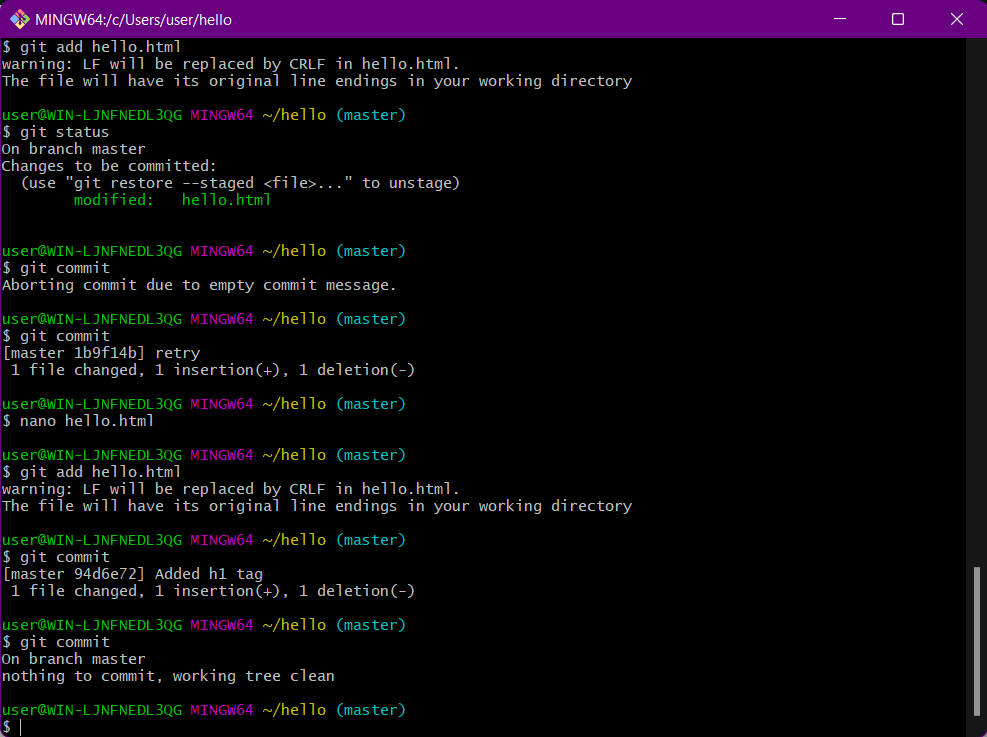 MINGW64:/c/Users/user/hello
$ git add hello.html
warning: LF will be replaced by CRLF in hello.html.
The file will have its original line endings in your working directory
user@WIN-LJNFNEDL3QG MINGW64 ~/hello (master)
$ git status
On branch master
Changes to be committed:
  (use "git restore --staged <file>..." to unstage)
        modified:   hello.html
user@WIN-LJNFNEDL3QG MINGW64 ~/hello (master)
$ git commit
Aborting commit due to empty commit message.
user@WIN-LJNFNEDL3QG MINGW64 ~/hello (master)
$ git commit
[master 1b9f14b] retry
 1 file changed, 1 insertion(+), 1 deletion(-)
user@WIN-LJNFNEDL3QG MINGW64 ~/hello (master)
$ nano hello.html
user@WIN-LJNFNEDL3QG MINGW64 ~/hello (master)
$ git add hello.html
warning: LF will be replaced by CRLF in hello.html.
The file will have its original line endings in your working directory
user@WIN-LJNFNEDL3QG MINGW64 ~/hello (master)
$ git commit
[master 94d6e72] Added h1 tag
 1 file changed, 1 insertion(+), 1 deletion(-)
user@WIN-LJNFNEDL3QG MINGW64 ~/hello (master)
$ git commit
On branch master
nothing to commit, working tree clean
user@WIN-LJNFNEDL3QG MINGW64 ~/hello (master)
$